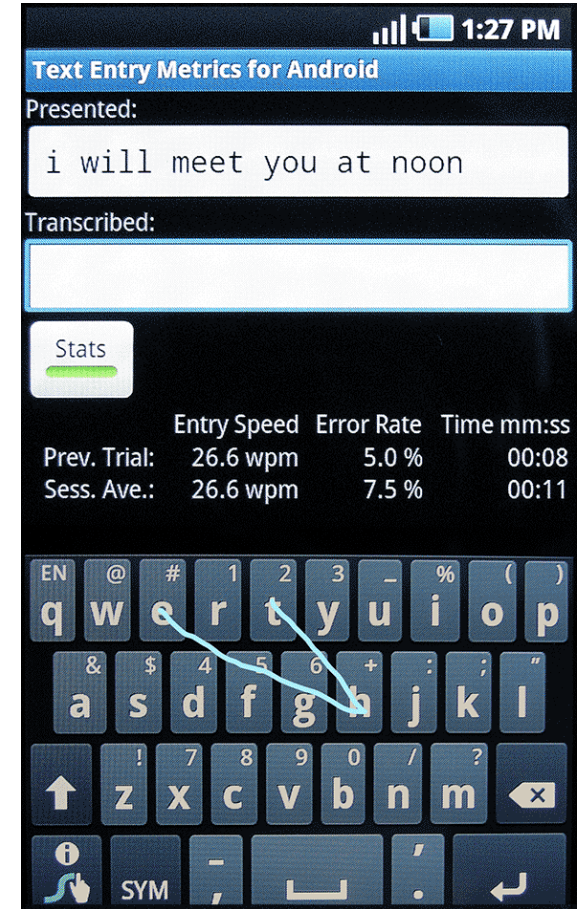 1:27 PM
Text Entry Metrics for Android
Presented:
i will meet you at noon
Transcribed:
Stats
Entry Speed Error Rate Time mm:ss
Prev. Trial: 26.6 wpm 5.0 % 00:08
Sess. Ave.: 26.6 wpm 7.5 % 00:11
EN @ # 1 2 3 _ % ( )
q w e r t y u i o p
& $ 4 5 6 + : ; "
a s d f g h j k l
! 7 8 9 0 / ?
z x c v b n m
- '
SYM , .